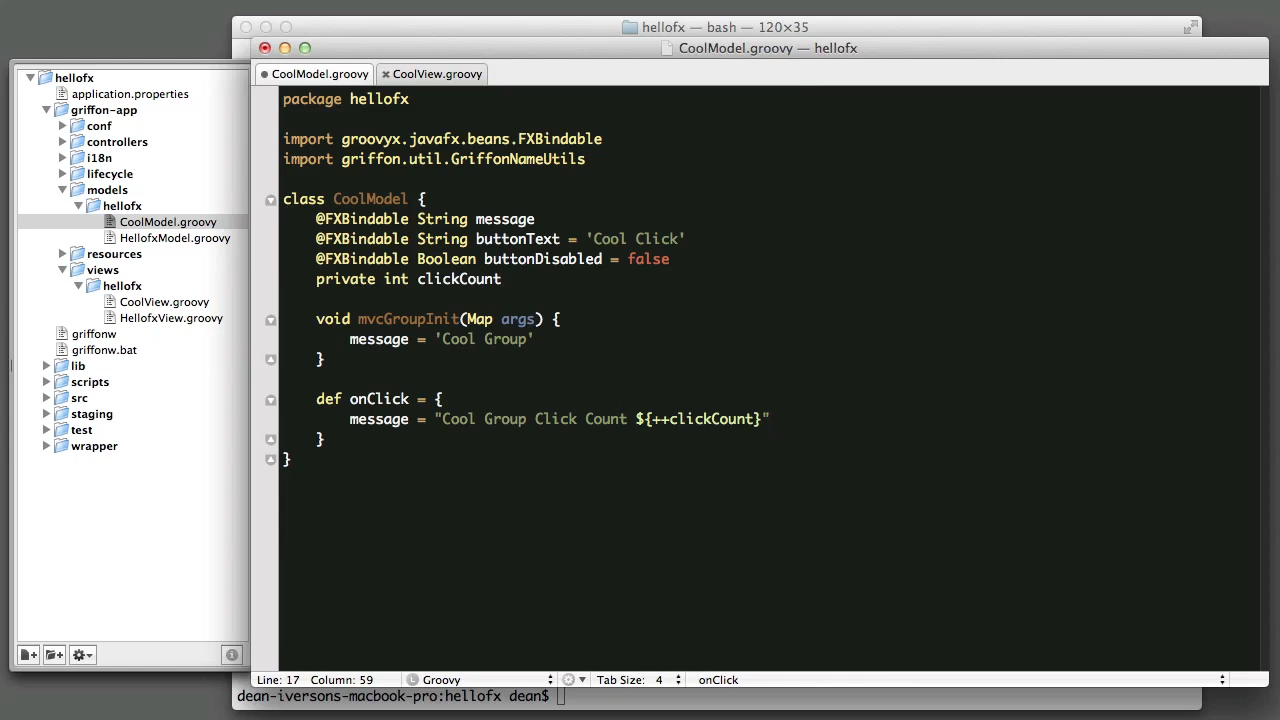 hellofx — bash — 120×35
CoolModel.groovy — hellofx
CoolModel.groovy
CoolView.groovy
hellofx
application.properties
griffon-app
conf
controllers
i18n
lifecycle
models
hellofx
CoolModel.groovy
HellofxModel.groovy
resources
views
hellofx
CoolView.groovy
HellofxView.groovy
griffonw
griffonw.bat
lib
scripts
src
staging
test
wrapper
package hellofx
import groovyx.javafx.beans.FXBindable
import griffon.util.GriffonNameUtils
class CoolModel {
@FXBindable String message
@FXBindable String buttonText = 'Cool Click'
@FXBindable Boolean buttonDisabled = false
private int clickCount
void mvcGroupInit(Map args) {
message = 'Cool Group'
}
def onClick = {
message = "Cool Group Click Count ${++clickCount}"
}
}
Line: 17 Column: 59 L Groovy Tab Size: 4 onClick
dean-iversons-macbook-pro:hellofx dean$